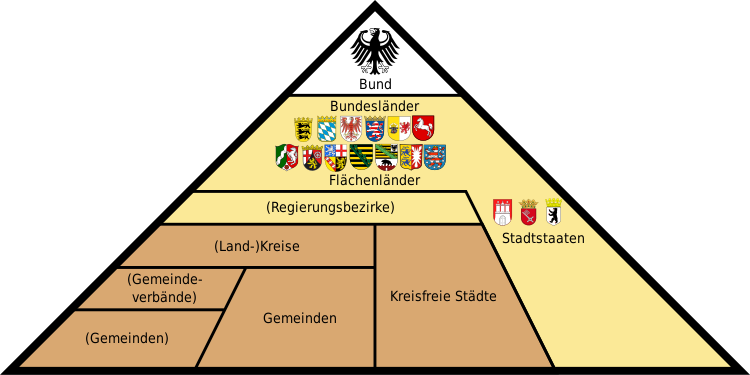 Bund
Bundesländer
Flächenländer
(Regierungsbezirke)
Stadtstaaten
(Land-)Kreise
(Gemeinde-
verbände)
Kreisfreie Städte
Gemeinden
(Gemeinden)